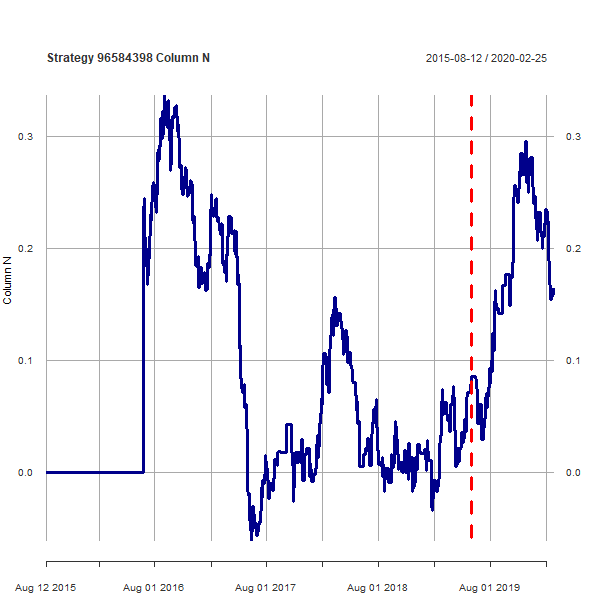 Strategy 96584398 Column N
2015-08-12 / 2020-02-25
Column N
0.3
0.3
0.2
0.2
0.1
0.1
0.0
0.0
Aug 12 2015
Aug 01 2016
Aug 01 2017
Aug 01 2018
Aug 01 2019